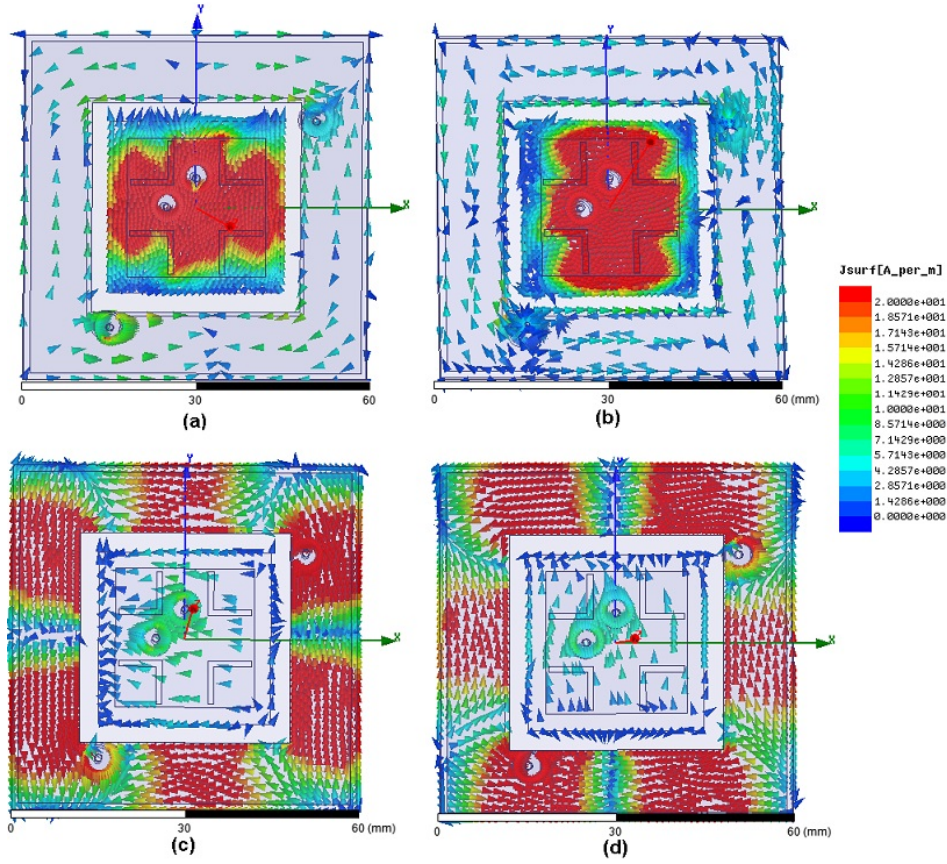 Y
Y
X
X
0
30
60
0
30
60 (mm)
(a)
(b)
Jsurf[A_per_m]
2.0000e+001
1.8571e+001
1.7143e+001
1.5714e+001
1.4286e+001
1.2857e+001
1.1429e+001
1.0000e+001
8.5714e+000
7.1429e+000
5.7143e+000
4.2857e+000
2.8571e+000
1.4286e+000
0.0000e+000
Y
X
X
0
30
60 (mm)
0
30
60 (mm)
(c)
(d)